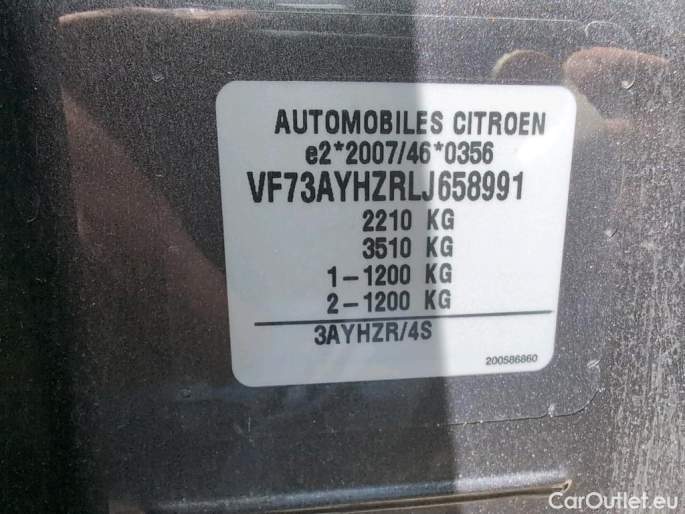 AUTOMOBILES CITROEN
e2*2007/46*0356
VF73AYHZRLJ658991
2210 KG
3510 KG
1-1200 KG
2-1200 KG
3AYHZR/4S
200586860
CarOutlet.eu